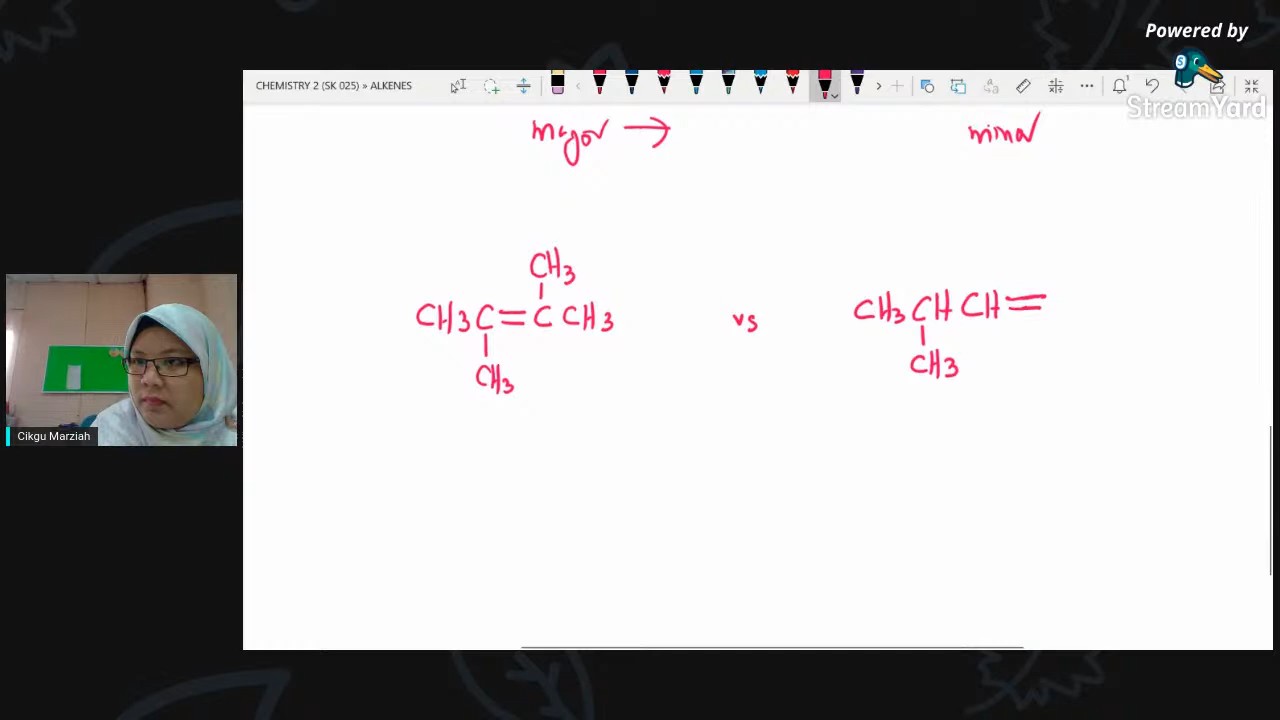 Powered by
StreamYard
CHEMISTRY 2 (SK 025) » ALKENES
major → minor
CH3
CH3 C = C CH3 vs CH3 CH CH =
CH3 CH3
Cikgu Marziah